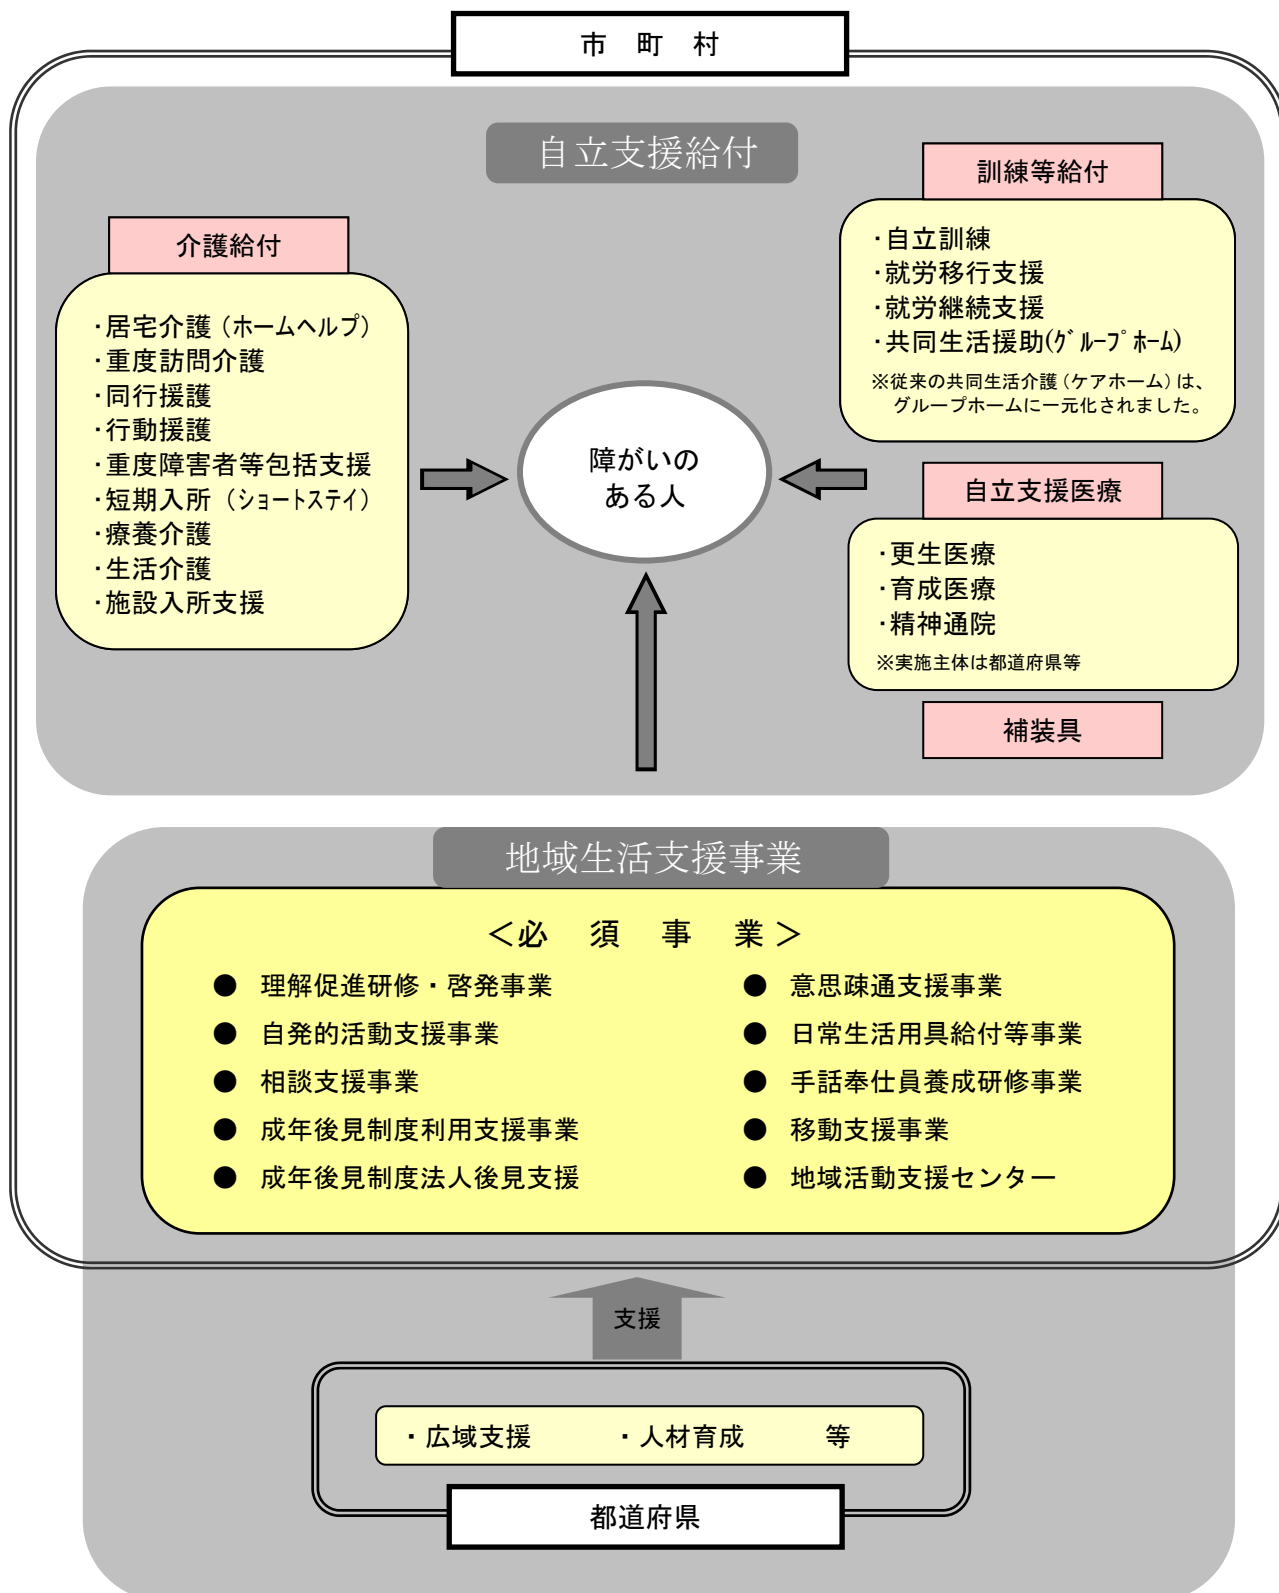 市 町 村
自立支援給付
介護給付
・居宅介護（ホームヘルプ）
・重度訪問介護
・同行援護
・行動援護
・重度障害者等包括支援
・短期入所（ショートステイ）
・療養介護
・生活介護
・施設入所支援
訓練等給付
・自立訓練
・就労移行支援
・就労継続支援
・共同生活援助(ｸﾞﾙｰﾌﾟﾎｰﾑ)
※従来の共同生活介護（ケアホーム）は、
グループホームに一元化されました。
障がいの
ある人
自立支援医療
・更生医療
・育成医療
・精神通院
※実施主体は都道府県等
補装具
地域生活支援事業
＜必 須 事 業＞
● 理解促進研修・啓発事業
● 自発的活動支援事業
● 相談支援事業
● 成年後見制度利用支援事業
● 成年後見制度法人後見支援
● 意思疎通支援事業
● 日常生活用具給付等事業
● 手話奉仕員養成研修事業
● 移動支援事業
● 地域活動支援センター
支援
・広域支援 ・人材育成 等
都道府県